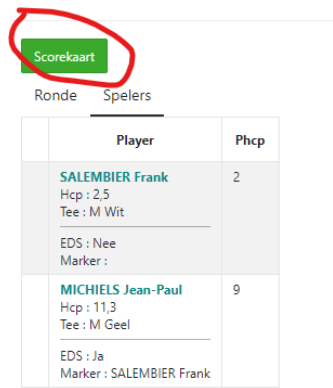 Scorekaart
Ronde Spelers
Player Phcp
SALEMBIER Frank 2
Hcp : 2,5
Tee : M Wit
EDS : Nee
Marker :
MICHIELS Jean-Paul 9
Hcp : 11,3
Tee : M Geel
EDS : Ja
Marker : SALEMBIER Frank